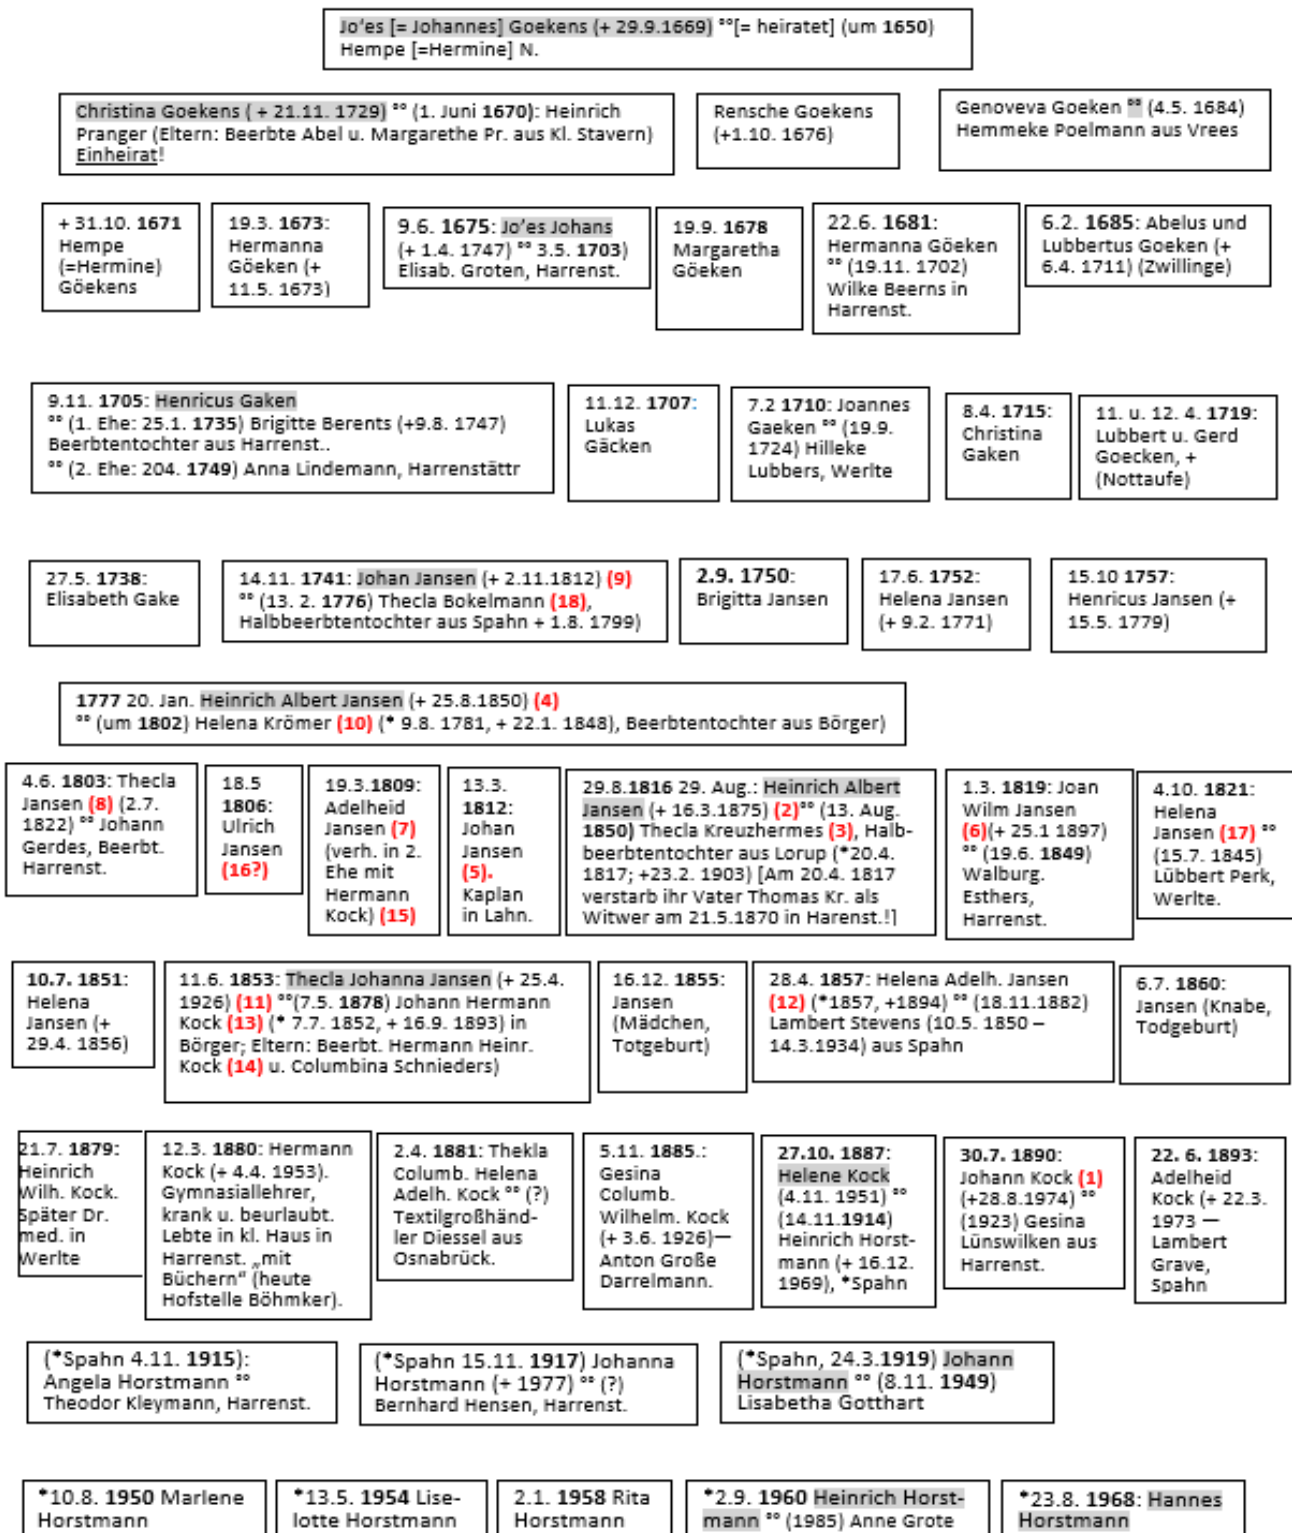 Jo'es [= Johannes] Goekens (+ 29.9.1669) °°[= heiratet] (um 1650)
Hempe [=Hermine] N.
Christina Goekens ( + 21.11. 1729) °° (1. Juni 1670): Heinrich
Pranger (Eltern: Beerbte Abel u. Margarethe Pr. aus Kl. Stavern)
Einheirat!
Rensche Goekens
(+1.10. 1676)
Genoveva Goeken °° (4.5. 1684)
Hemmeke Poelmann aus Vrees
+ 31.10. 1671
Hempe
(=Hermine)
Göekens
19.3. 1673:
Hermanna
Göeken (+
11.5. 1673)
9.6. 1675: Jo'es Johans
(+ 1.4. 1747) °° 3.5. 1703)
Elisab. Groten, Harrenst.
19.9. 1678
Margaretha
Göeken
22.6. 1681:
Hermanna Göeken
°° (19.11. 1702)
Wilke Beerns in
Harrenst.
6.2. 1685: Abelus und
Lubbertus Goeken (+
6.4. 1711) (Zwillinge)
9.11. 1705: Henricus Gaken
°° (1. Ehe: 25.1. 1735) Brigitte Berents (+9.8. 1747)
Beerbtentochter aus Harrenst..
°° (2. Ehe: 204. 1749) Anna Lindemann, Harrenstättr
11.12. 1707:
Lukas
Gäcken
7.2 1710: Joannes
Gaeken °° (19.9.
1724) Hilleke
Lubbers, Werlte
8.4. 1715:
Christina
Gaken
11. u. 12. 4. 1719:
Lubbert u. Gerd
Goecken, +
(Nottaufe)
27.5. 1738:
Elisabeth Gake
14.11. 1741: Johan Jansen (+ 2.11.1812) (9)
°° (13. 2. 1776) Thecla Bokelmann (18),
Halbbeerbtentochter aus Spahn + 1.8. 1799)
2.9. 1750:
Brigitta Jansen
17.6. 1752:
Helena Jansen
(+ 9.2. 1771)
15.10 1757:
Henricus Jansen (+
15.5. 1779)
1777 20. Jan. Heinrich Albert Jansen (+ 25.8.1850) (4)
°° (um 1802) Helena Krömer (10) (* 9.8. 1781, + 22.1. 1848), Beerbtentochter aus Börger)
4.6. 1803: Thecla
Jansen (8) (2.7.
1822) °° Johann
Gerdes, Beerbt.
Harrenst.
18.5
1806:
Ulrich
Jansen
(16?)
19.3.1809:
Adelheid
Jansen (7)
(verh. in 2.
Ehe mit
Hermann
Kock) (15)
13.3.
1812:
Johan
Jansen
(5).
Kaplan
in Lahn.
29.8.1816 29. Aug.: Heinrich Albert
Jansen (+ 16.3.1875) (2)°° (13. Aug.
1850) Thecla Kreuzhermes (3), Halb-
beerbtentochter aus Lorup (*20.4.
1817; +23.2. 1903) [Am 20.4. 1817
verstarb ihr Vater Thomas Kr. als
Witwer am 21.5.1870 in Harenst.!]
1.3. 1819: Joan
Wilm Jansen
(6)(+ 25.1 1897)
°° (19.6. 1849)
Walburg.
Esthers,
Harrenst.
4.10. 1821:
Helena
Jansen (17) °°
(15.7. 1845)
Lübbert Perk,
Werlte.
10.7. 1851:
Helena
Jansen (+
29.4. 1856)
11.6. 1853: Thecla Johanna Jansen (+ 25.4.
1926) (11) °°(7.5. 1878) Johann Hermann
Kock (13) (* 7.7. 1852, + 16.9. 1893) in
Börger; Eltern: Beerbt. Hermann Heinr.
Kock (14) u. Columbina Schnieders)
16.12. 1855:
Jansen
(Mädchen,
Totgeburt)
28.4. 1857: Helena Adelh. Jansen
(12) (*1857, +1894) °° (18.11.1882)
Lambert Stevens (10.5. 1850 –
14.3.1934) aus Spahn
6.7. 1860:
Jansen (Knabe,
Todgeburt)
21.7. 1879:
Heinrich
Wilh. Kock.
Später Dr.
med. in
Werlte
12.3. 1880: Hermann
Kock (+ 4.4. 1953).
Gymnasiallehrer,
krank u. beurlaubt.
Lebte in kl. Haus in
Harrenst. „mit
Büchern" (heute
Hofstelle Böhmker).
2.4. 1881: Thekla
Columb. Helena
Adelh. Kock °° (?)
Textilgroßhänd-
ler Diessel aus
Osnabrück.
5.11. 1885.:
Gesina
Columb.
Wilhelm. Kock
(+ 3.6. 1926)—
Anton Große
Darrelmann.
27.10. 1887:
Helene Kock
(4.11. 1951) °°
(14.11.1914)
Heinrich Horst-
mann (+ 16.12.
1969), *Spahn
30.7. 1890:
Johann Kock (1)
(+28.8.1974) °°
(1923) Gesina
Lünswilken aus
Harrenst.
22. 6. 1893:
Adelheid
Kock (+ 22.3.
1973 —
Lambert
Grave,
Spahn
(*Spahn 4.11. 1915):
Angela Horstmann °°
Theodor Kleymann, Harrenst.
(*Spahn 15.11. 1917) Johanna
Horstmann (+ 1977) °° (?)
Bernhard Hensen, Harrenst.
(*Spahn, 24.3.1919) Johann
Horstmann °° (8.11. 1949)
Lisabetha Gotthart
*10.8. 1950 Marlene
Horstmann
*13.5. 1954 Lise-
lotte Horstmann
2.1. 1958 Rita
Horstmann
*2.9. 1960 Heinrich Horst-
mann °° (1985) Anne Grote
*23.8. 1968: Hannes
Horstmann